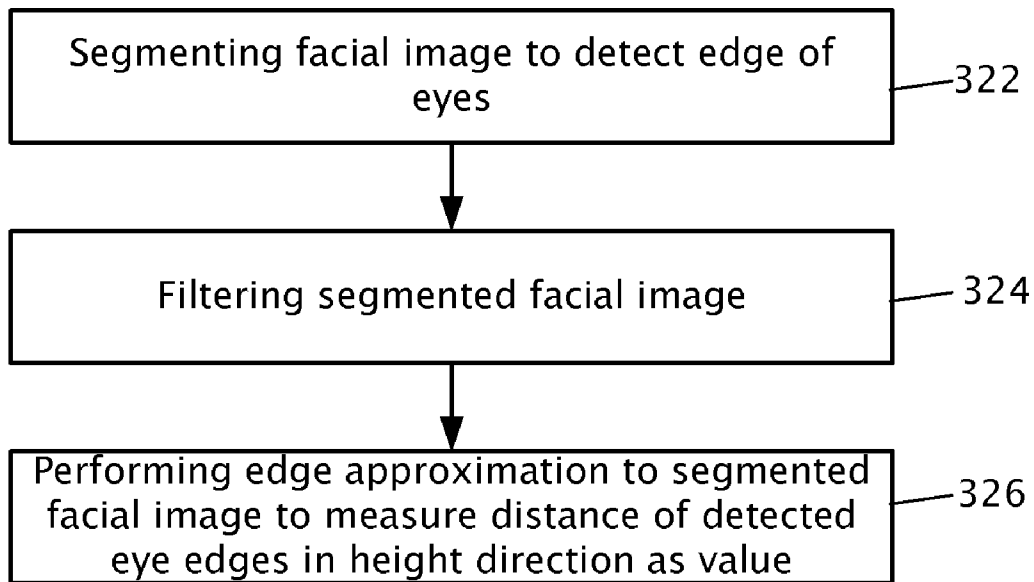 Segmenting facial image to detect edge of
eyes
322
Filtering segmented facial image
324
Performing edge approximation to segmented
facial image to measure distance of detected
eye edges in height direction as value
326